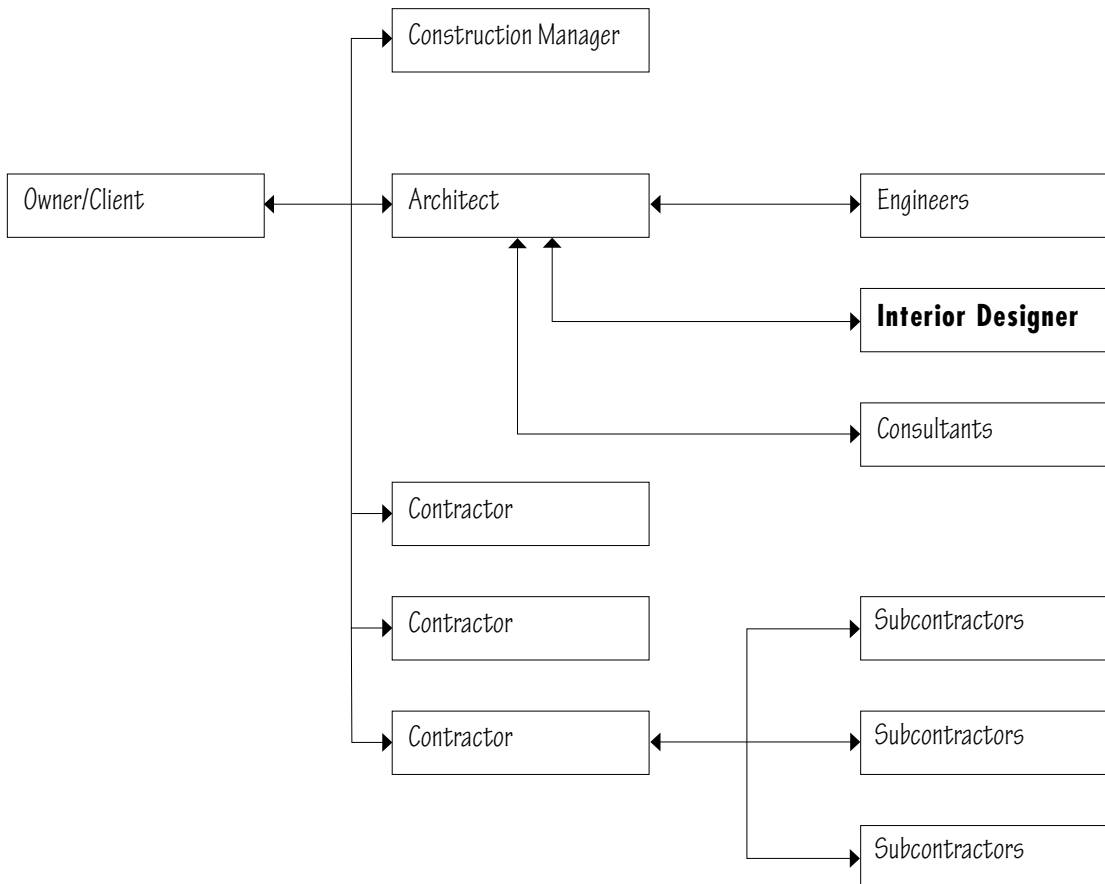 Construction Manager
Owner/Client
Architect
Engineers
Interior Designer
Consultants
Contractor
Contractor
Subcontractors
Contractor
Subcontractors
Subcontractors